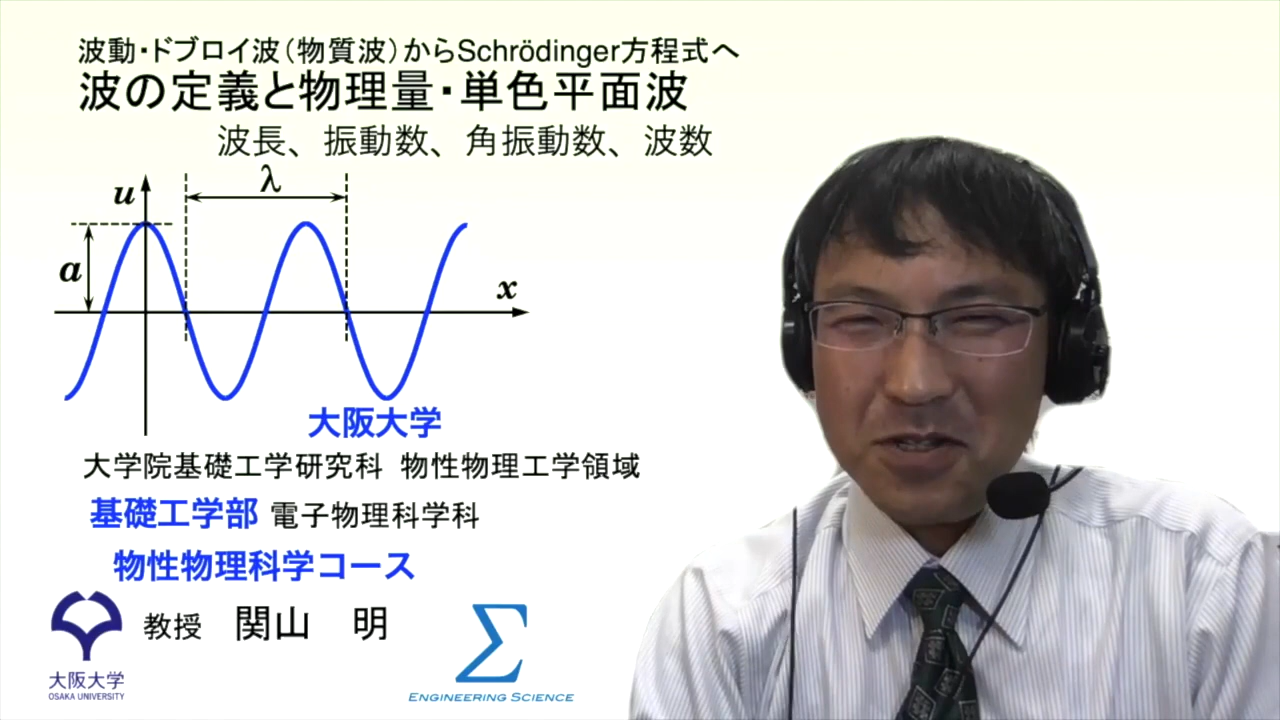 波動・ドブロイ波(物質波)からSchrödinger方程式へ
波の定義と物理量・単色平面波
波長、振動数、角振動数、波数
λ
u
a
x
大阪大学
大学院基礎工学研究科 物性物理工学領域
基礎工学部 電子物理科学科
物性物理科学コース
教授 関山 明
大阪大学
OSAKA UNIVERSITY
Σ
ENGINEERING SCIENCE